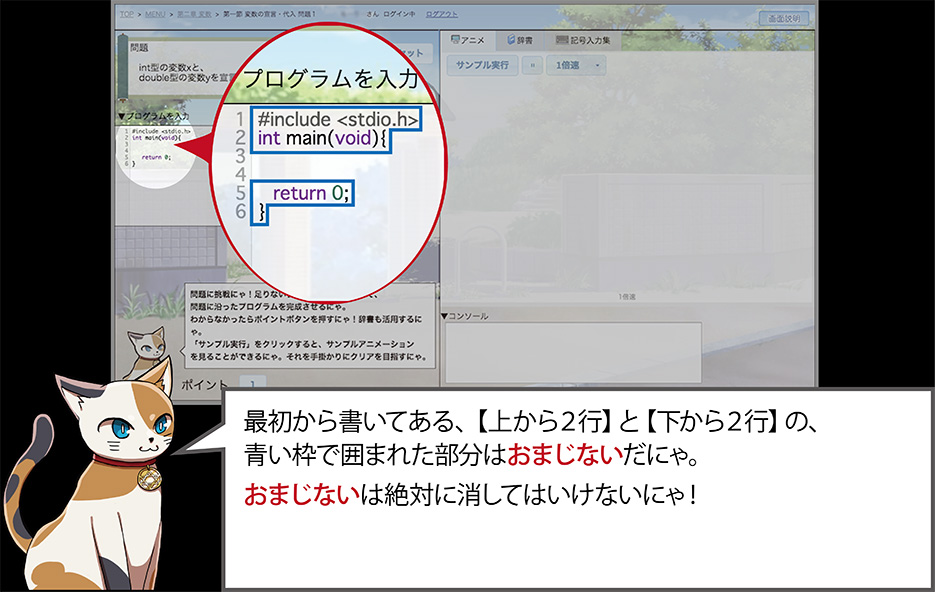 TOP > MENU > 第二章 変数 > 第一節 変数の宣言・代入 問題1 さん ログイン中 ログアウト
画面説明
問題
int型の変数xと、
double型の変数yを宣言
ット
▼プログラムを入力
1 #include <stdio.h>
2 int main(void){
3
4
5 return 0;
6 }
プログラムを入力
1 #include <stdio.h>
2 int main(void){
3
4
5 return 0;
6 }
アニメ
辞書
記号入力集
サンプル実行
1倍速
1倍速
▼コンソール
問題に挑戦にゃ！足りない
問題に沿ったプログラムを完成させるにゃ。
わからなかったらポイントボタンを押すにゃ！辞書も活用するに
ゃ。
「サンプル実行」をクリックすると、サンプルアニメーション
を見ることができるにゃ。それを手掛かりにクリアを目指すにゃ。
ポイント 1
最初から書いてある、【上から２行】と【下から２行】の、
青い枠で囲まれた部分はおまじないだにゃ。
おまじないは絶対に消してはいけないにゃ！